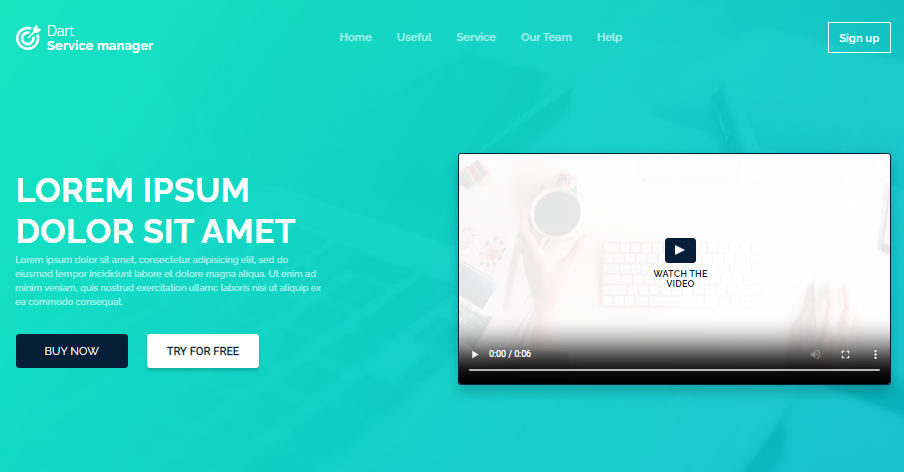 Dart
Service manager
Home
Useful
Service
Our Team
Help
Sign up
LOREM IPSUM
DOLOR SIT AMET
Lorem ipsum dolor sit amet, consectetur adipisicing elit, sed do
eiusmod tempor incididunt labore et dolore magna aliqua. Ut enim ad
minim veniam, quis nostrud exercitation ullamc laboris nisi ut aliquip ex
ea commodo consequat.
BUY NOW
TRY FOR FREE
WATCH THE
VIDEO
0:00 / 0:06